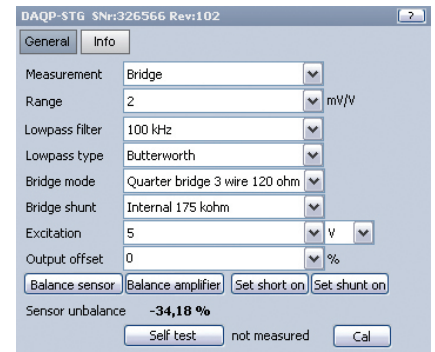 DAQP-STG SNr:326566 Rev:102 ?
General Info
Measurement Bridge
Range 2 mV/V
Lowpass filter 100 kHz
Lowpass type Butterworth
Bridge mode Quarter bridge 3 wire 120 ohm
Bridge shunt Internal 175 kohm
Excitation 5 V
Output offset 0 %
Balance sensor Balance amplifier Set short on Set shunt on
Sensor unbalance -34,18 %
Self test not measured Cal